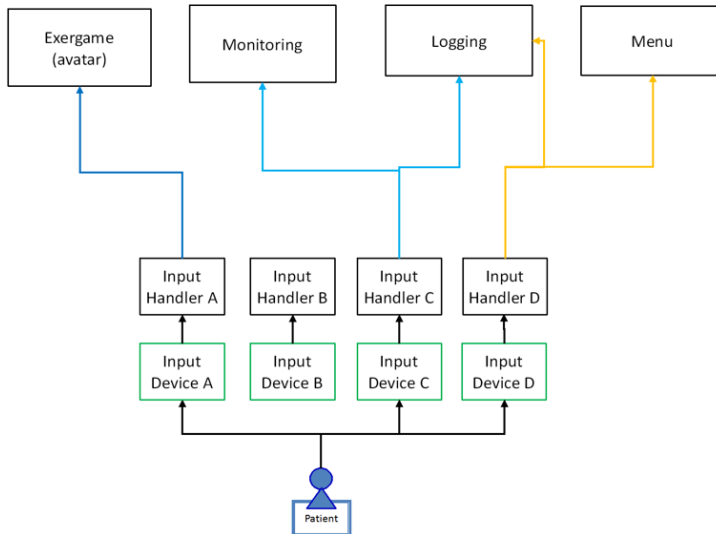 Exergame
(avatar)
Monitoring
Logging
Menu
Input
Handler A
Input
Handler B
Input
Handler C
Input
Handler D
Input
Device A
Input
Device B
Input
Device C
Input
Device D
Patient